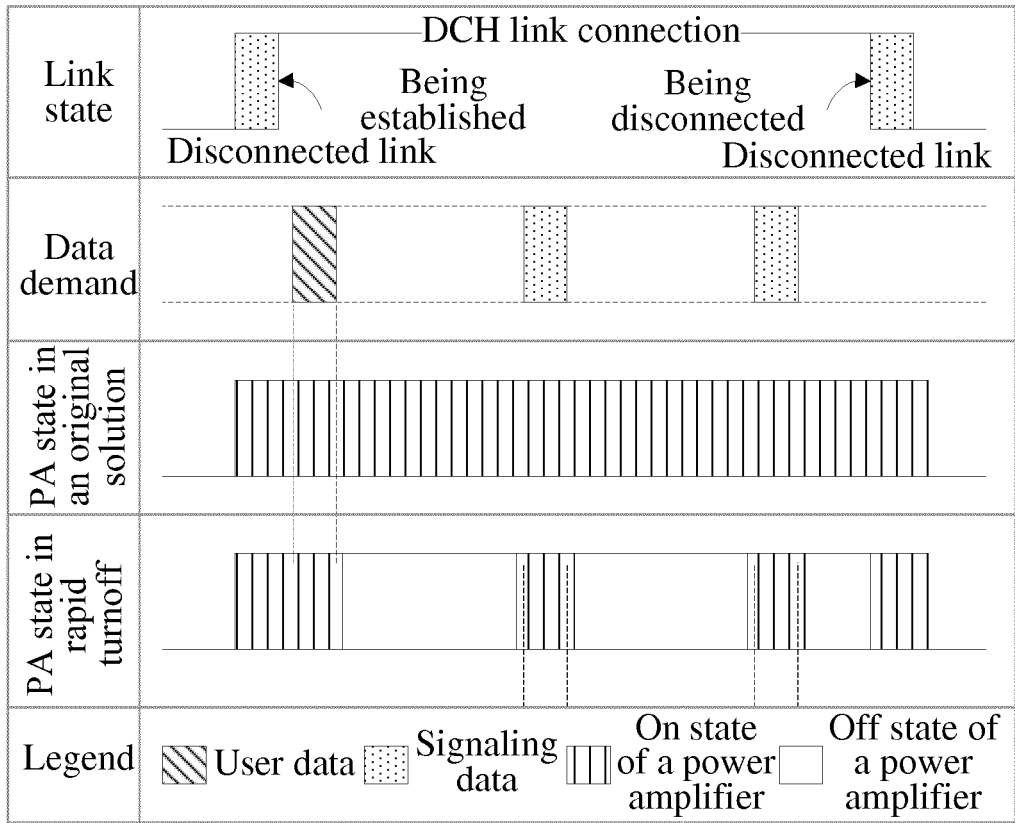 Link
state
DCH link connection
Being
established
Being
disconnected
Disconnected link
Disconnected link
Data
demand
PA state in
an original
solution
PA state in
rapid
turnoff
Legend
User data
Signaling
data
On state
of a power
amplifier
Off state of
a power
amplifier